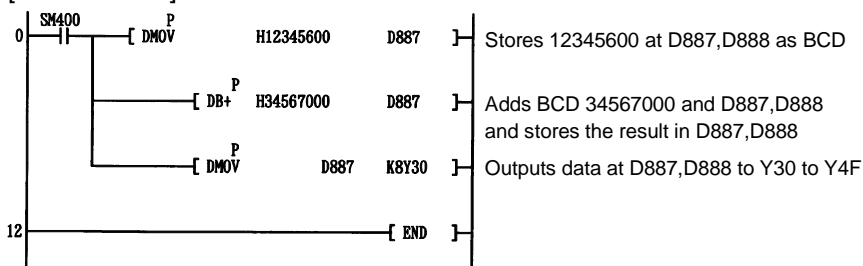 SM400
0 P
[ DMOV H12345600 D887 ] Stores 12345600 at D887,D888 as BCD
P
[ DB+ H34567000 D887 ] Adds BCD 34567000 and D887,D888
and stores the result in D887,D888
P
[ DMOV D887 K8Y30 ] Outputs data at D887,D888 to Y30 to Y4F
12 [ END ]